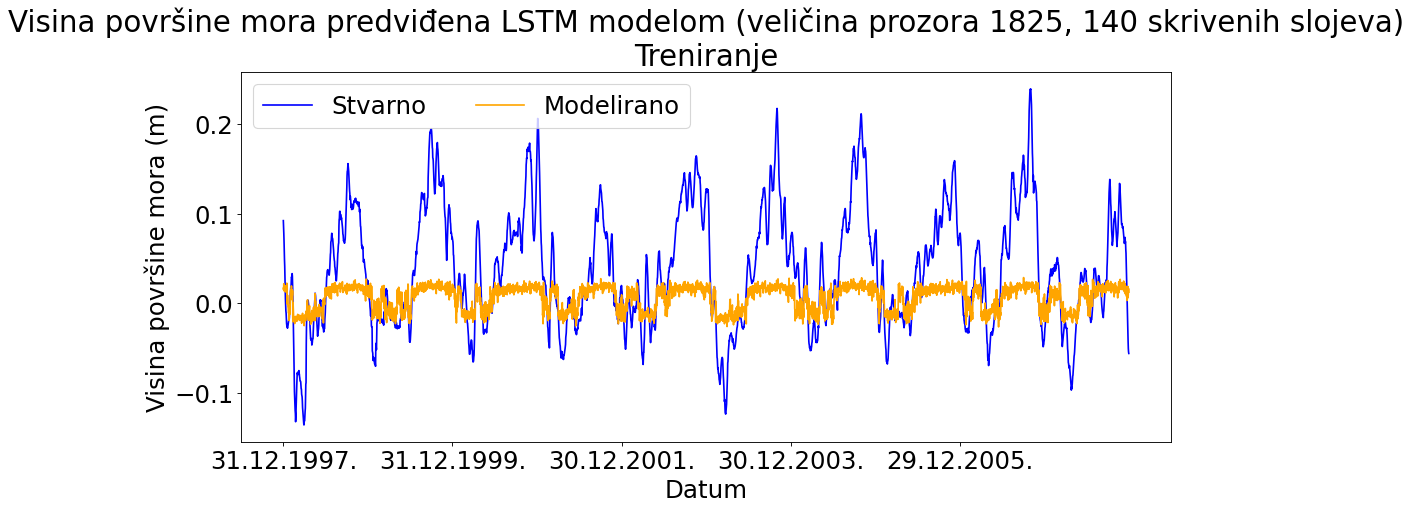 Visina površine mora predviđena LSTM modelom (veličina prozora 1825, 140 skrivenih slojeva)
Treniranje
Stvarno
Modelirano
Visina površine mora (m)
0.2
0.1
0.0
−0.1
31.12.1997.
31.12.1999.
30.12.2001.
30.12.2003.
29.12.2005.
Datum